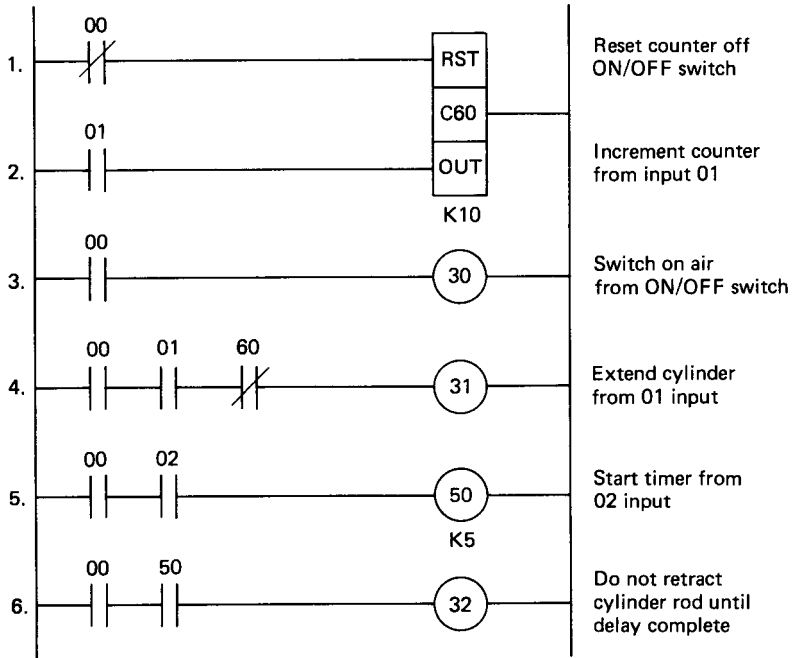 00
1.
RST
Reset counter off
ON/OFF switch
C60
01
2.
OUT
Increment counter
from input 01
K10
00
3.
30
Switch on air
from ON/OFF switch
00 01 60
4.
31
Extend cylinder
from 01 input
00 02
5.
50
Start timer from
02 input
K5
00 50
6.
32
Do not retract
cylinder rod until
delay complete